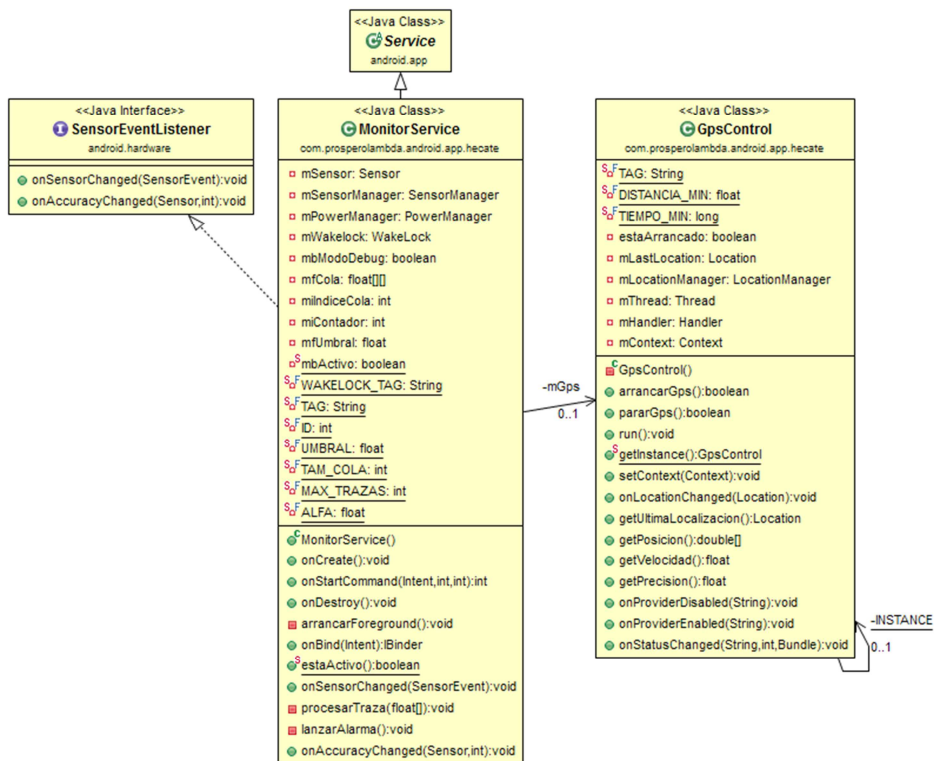 <<Java Class>>
Service
android.app
<<Java Interface>>
SensorEventListener
android.hardware
onSensorChanged(SensorEvent):void
onAccuracyChanged(Sensor,int):void
<<Java Class>>
MonitorService
com.prosperolambda.android.app.hecate
mSensor: Sensor
mSensorManager: SensorManager
mPowerManager: PowerManager
mWakelock: WakeLock
mbModoDebug: boolean
mfCola: float[][]
miIndiceCola: int
miContador: int
mfUmbral: float
mbActivo: boolean
WAKELOCK_TAG: String
TAG: String
ID: int
UMBRAL: float
TAM_COLA: int
MAX_TRAZAS: int
ALFA: float
MonitorService()
onCreate():void
onStartCommand(Intent,int,int):int
onDestroy():void
arrancarForeground():void
onBind(Intent):IBinder
estaActivo():boolean
onSensorChanged(SensorEvent):void
procesarTraza(float[]):void
lanzarAlarma():void
onAccuracyChanged(Sensor,int):void
-mGps
0..1
<<Java Class>>
GpsControl
com.prosperolambda.android.app.hecate
TAG: String
DISTANCIA_MIN: float
TIEMPO_MIN: long
estaArrancado: boolean
mLastLocation: Location
mLocationManager: LocationManager
mThread: Thread
mHandler: Handler
mContext: Context
GpsControl()
arrancarGps():boolean
pararGps():boolean
run():void
getInstance():GpsControl
setContext(Context):void
onLocationChanged(Location):void
getUltimaLocalizacion():Location
getPosicion():double[]
getVelocidad():float
getPrecision():float
onProviderDisabled(String):void
onProviderEnabled(String):void
onStatusChanged(String,int,Bundle):void
-INSTANCE
0..1